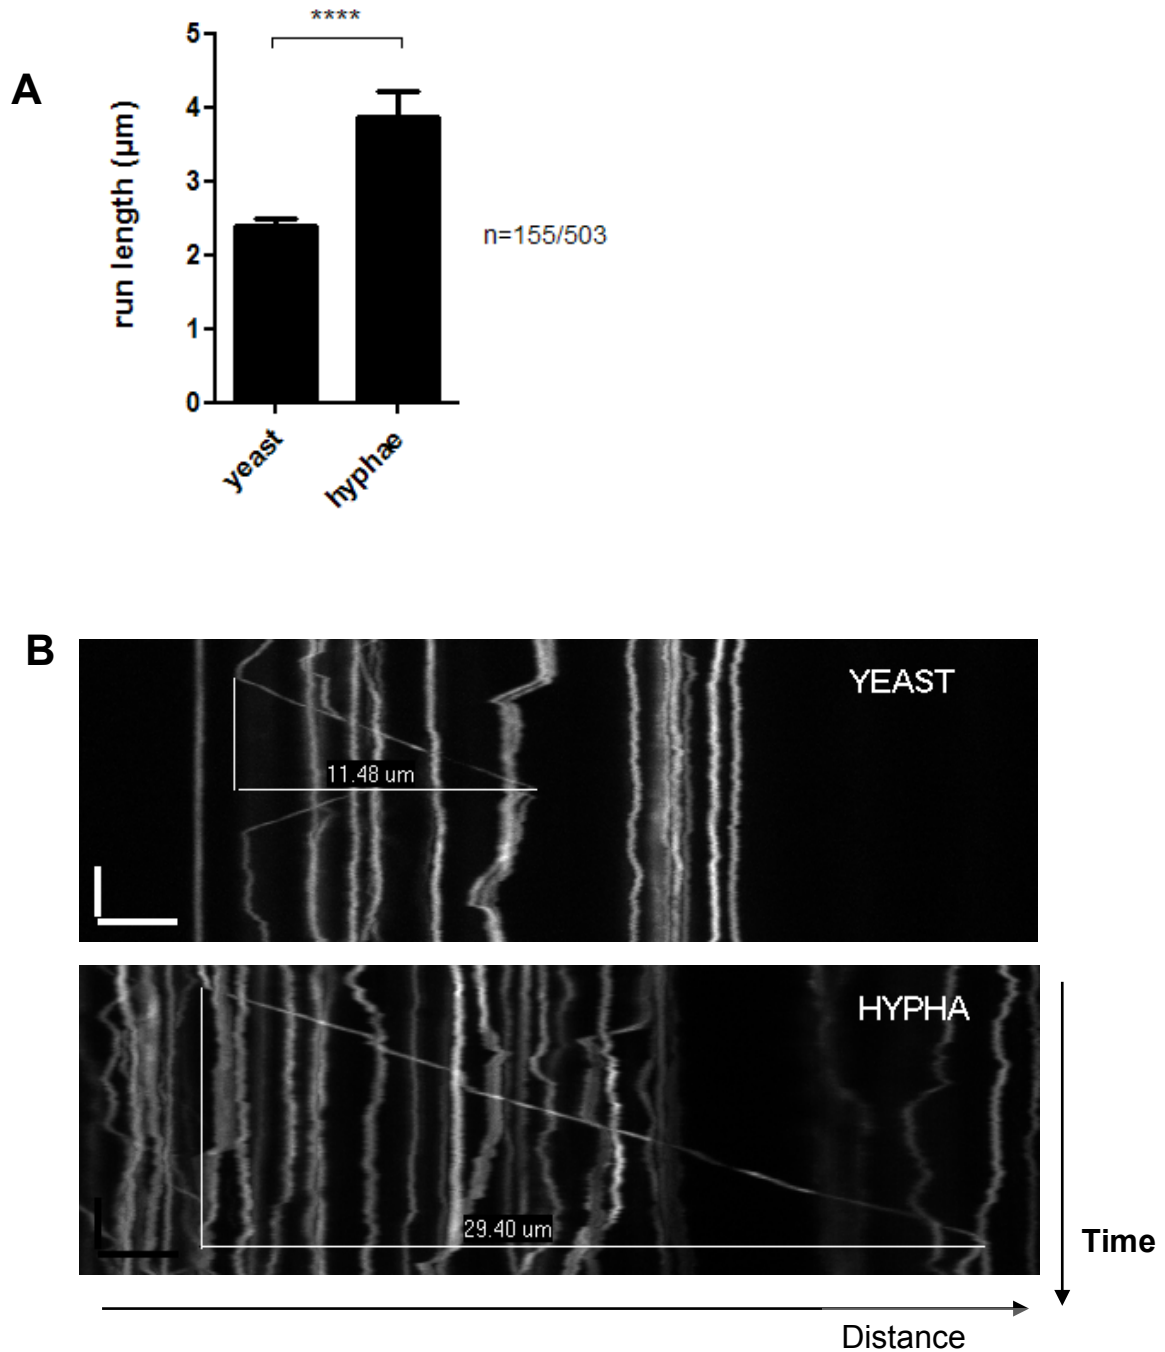 A
****
5
4
3
2
1
0
run length (µm)
n=155/503
yeast
hyphae
B
YEAST
11.48 um
HYPHA
29.40 um
Time
Distance